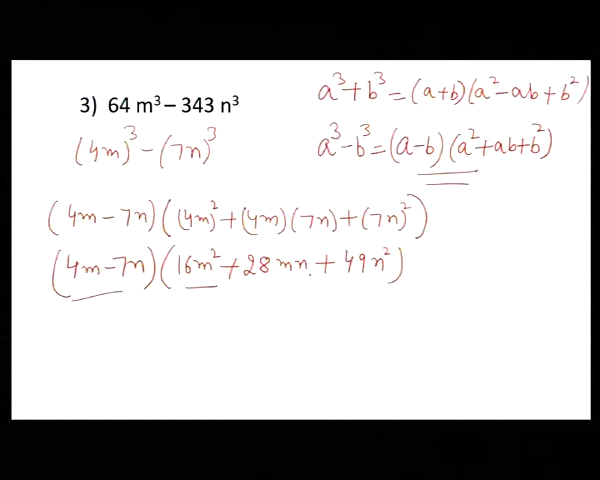 3) 64 m³ – 343 n³
a³+b³=(a+b)(a²-ab+b²)
(4m)³-(7n)³
a³-b³=(a-b)(a²+ab+b²)
(4m-7n)((4m)²+(4m)(7n)+(7n)²)
(4m-7n)(16m²+28mn+49n²)